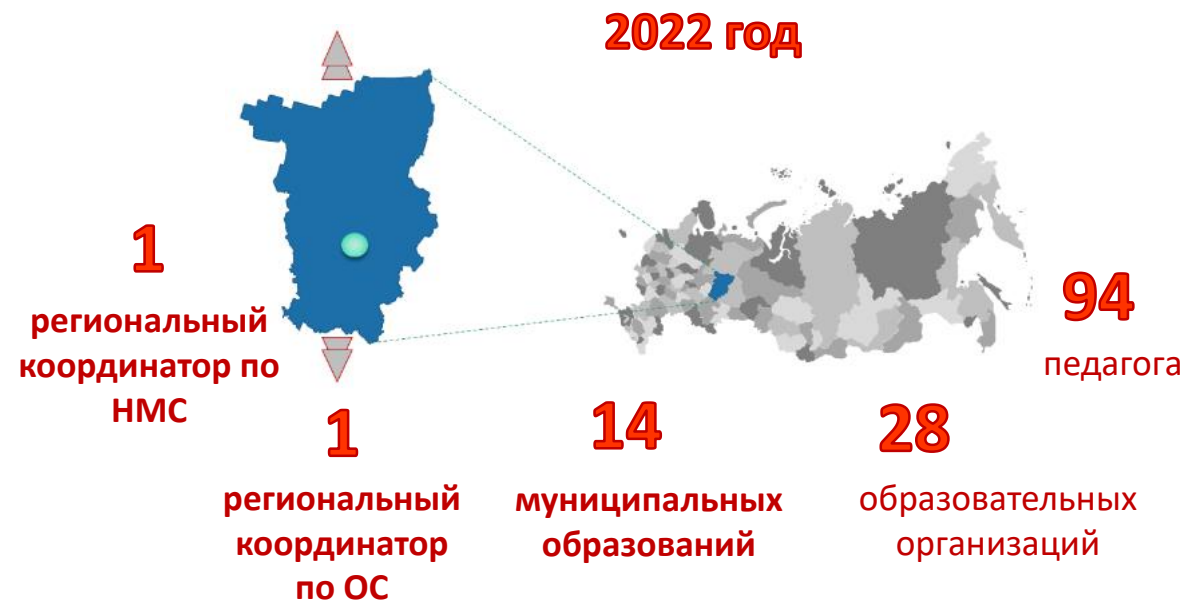 2022 год
1
региональный
координатор по
НМС
1
региональный
координатор
по ОС
14
муниципальных
образований
28
образовательных
организаций
94
педагога